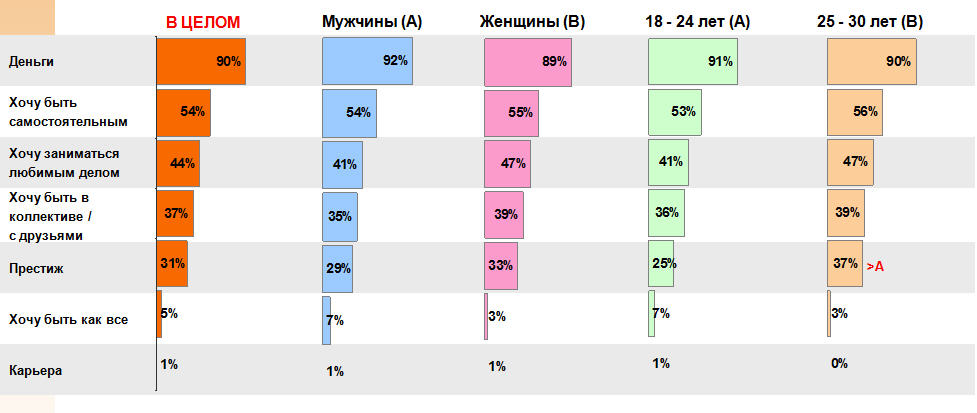 В ЦЕЛОМ Мужчины (А) Женщины (В) 18 - 24 лет (А) 25 - 30 лет (В)
Деньги 90% 92% 89% 91% 90%
Хочу быть
самостоятельным 54% 54% 55% 53% 56%
Хочу заниматься
любимым делом 44% 41% 47% 41% 47%
Хочу быть в
коллективе /
с друзьями 37% 35% 39% 36% 39%
Престиж 31% 29% 33% 25% 37% >А
Хочу быть как все 5% 7% 3% 7% 3%
Карьера 1% 1% 1% 1% 0%